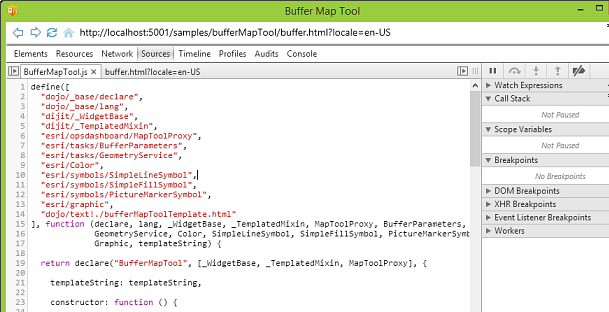 Buffer Map Tool
http://localhost:5001/samples/bufferMapTool/buffer.html?locale=en-US
Elements Resources Network Sources Timeline Profiles Audits Console
BufferMapTool.js × buffer.html?locale=en-US
1 define([
2 "dojo/_base/declare",
3 "dojo/_base/lang",
4 "dijit/_WidgetBase",
5 "dijit/_TemplatedMixin",
6 "esri/opsdashboard/MapToolProxy",
7 "esri/tasks/BufferParameters",
8 "esri/tasks/GeometryService",
9 "esri/Color",
10 "esri/symbols/SimpleLineSymbol",
11 "esri/symbols/SimpleFillSymbol",
12 "esri/symbols/PictureMarkerSymbol",
13 "esri/graphic",
14 "dojo/text!./bufferMapToolTemplate.html"
15 ], function (declare, lang, _WidgetBase, _TemplatedMixin, MapToolProxy, BufferParameters,
16 GeometryService, Color, SimpleLineSymbol, SimpleFillSymbol, PictureMarkerSymb
17 Graphic, templateString) {
18
19 return declare("BufferMapTool", [_WidgetBase, _TemplatedMixin, MapToolProxy], {
20
21 templateString: templateString,
22
23 constructor: function () {
Watch Expressions
Call Stack
Not Paused
Scope Variables
Not Paused
Breakpoints
No Breakpoints
DOM Breakpoints
XHR Breakpoints
Event Listener Breakpoints
Workers